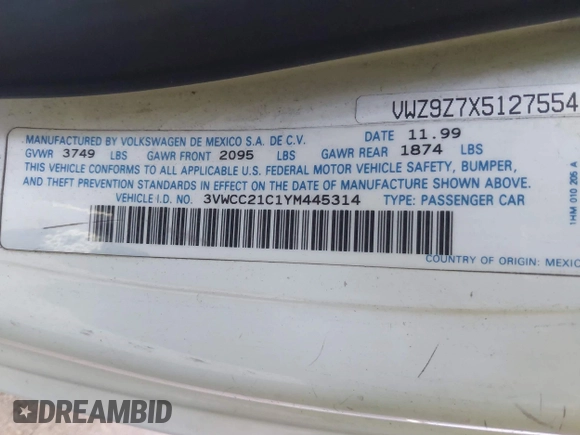 VWZ9Z7X5127554
MANUFACTURED BY VOLKSWAGEN DE MEXICO S.A. DE C.V. DATE 11.99
GVWR 3749 LBS GAWR FRONT 2095 LBS GAWR REAR 1874 LBS
THIS VEHICLE CONFORMS TO ALL APPLICABLE U.S. FEDERAL MOTOR VEHICLE SAFETY, BUMPER,
AND THEFT PREVENTION STANDARDS IN EFFECT ON THE DATE OF MANUFACTURE SHOWN ABOVE.
VEHICLE I.D. NO. 3VWCC21C1YM445314 TYPE: PASSENGER CAR
COUNTRY OF ORIGIN: MEXIC
1HM 010 205 A
DREAMBID